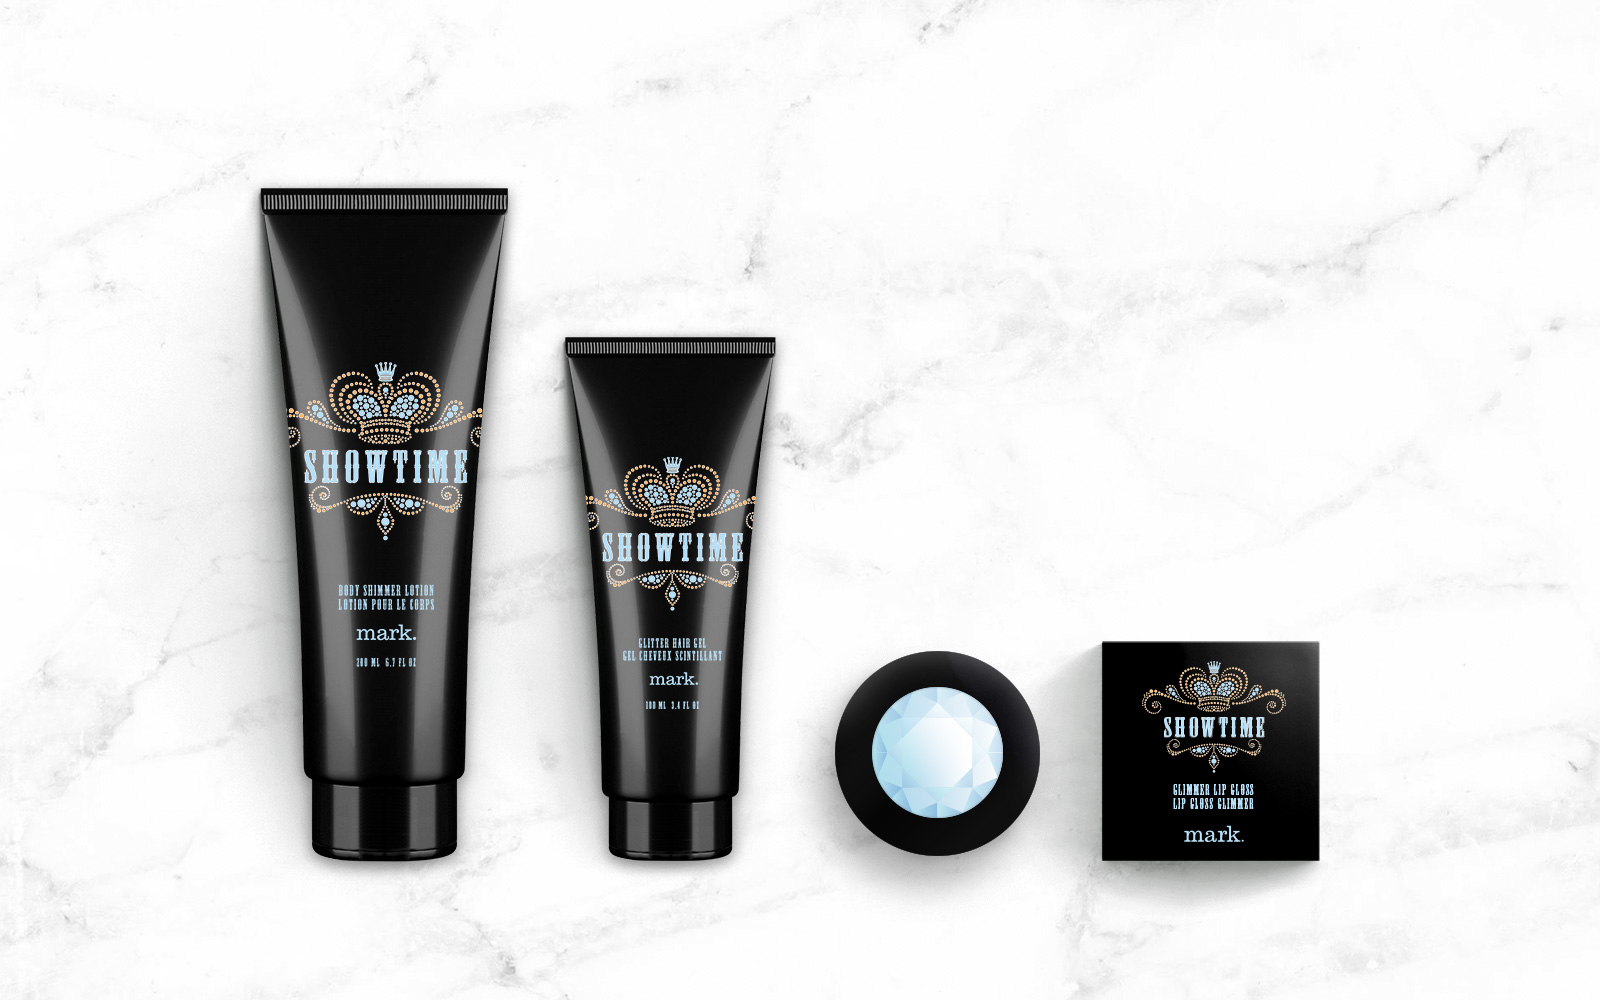 SHOWTIME
BODY SHIMMER LOTION
LOTION POUR LE CORPS
mark.
200 ML 6.7 FL OZ
SHOWTIME
GLITTER HAIR GEL
GEL CHEVEUX SCINTILLANT
mark.
100 ML 3.4 FL OZ
SHOWTIME
GLIMMER LIP GLOSS
LIP GLOSS GLIMMER
mark.